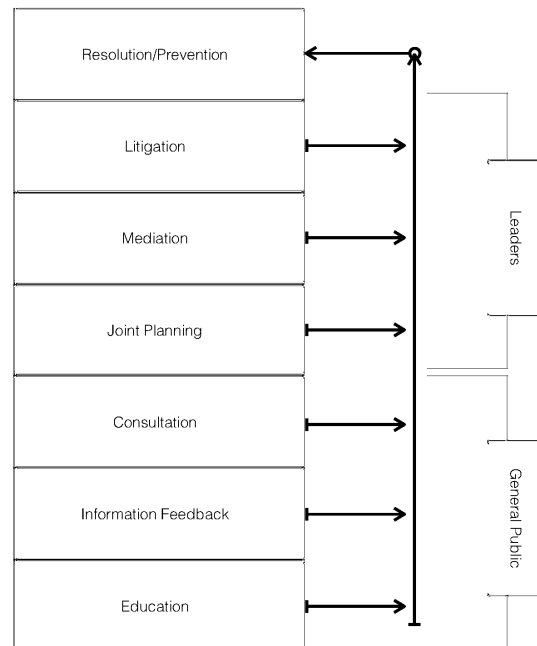 Resolution/Prevention
Litigation
Mediation
Leaders
Joint Planning
Consultation
Information Feedback
General Public
Education